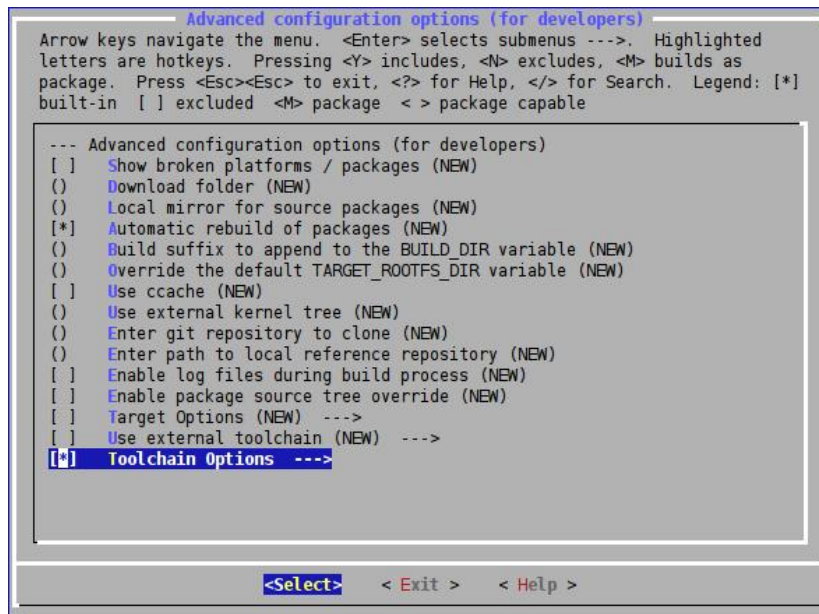 Advanced configuration options (for developers)
Arrow keys navigate the menu.  <Enter> selects submenus --->.  Highlighted
letters are hotkeys.  Pressing <Y> includes, <N> excludes, <M> builds as
package.  Press <Esc><Esc> to exit, <?> for Help, </> for Search.  Legend: [*]
built-in  [ ] excluded  <M> package  < > package capable
--- Advanced configuration options (for developers)
[ ]   Show broken platforms / packages (NEW)
()    Download folder (NEW)
()    Local mirror for source packages (NEW)
[*]   Automatic rebuild of packages (NEW)
()    Build suffix to append to the BUILD_DIR variable (NEW)
()    Override the default TARGET_ROOTFS_DIR variable (NEW)
[ ]   Use ccache (NEW)
()    Use external kernel tree (NEW)
()    Enter git repository to clone (NEW)
()    Enter path to local reference repository (NEW)
[ ]   Enable log files during build process (NEW)
[ ]   Enable package source tree override (NEW)
[ ]   Target Options (NEW)  --->
[ ]   Use external toolchain (NEW)  --->
[*]   Toolchain Options  --->
<Select>    < Exit >    < Help >